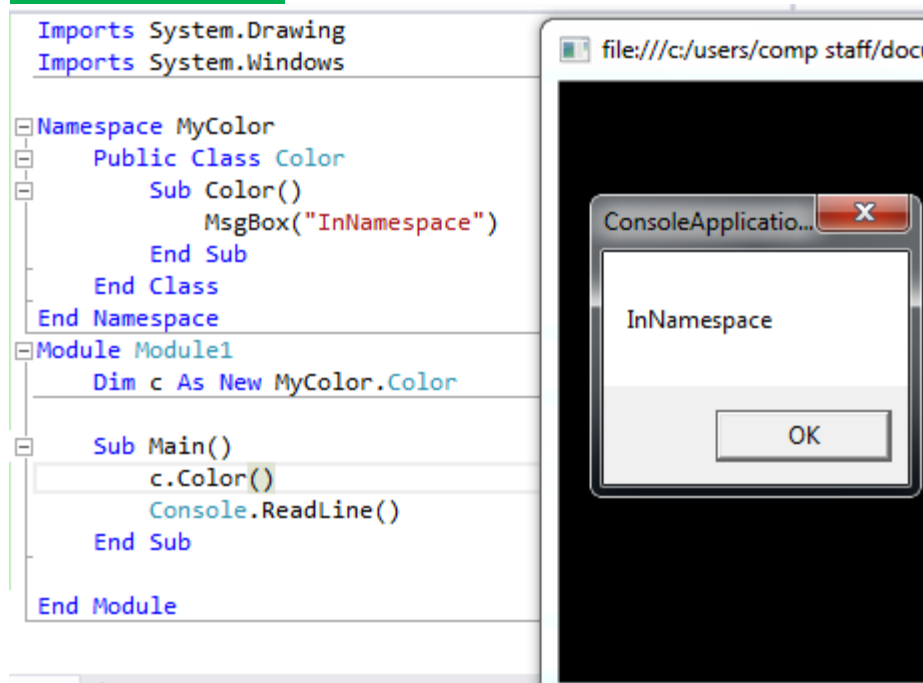 Imports System.Drawing
Imports System.Windows
Namespace MyColor
Public Class Color
Sub Color()
MsgBox("InNamespace")
End Sub
End Class
End Namespace
Module Module1
Dim c As New MyColor.Color
Sub Main()
c.Color()
Console.ReadLine()
End Sub
End Module
file:///c:/users/comp staff/docu
ConsoleApplicatio...
InNamespace
OK